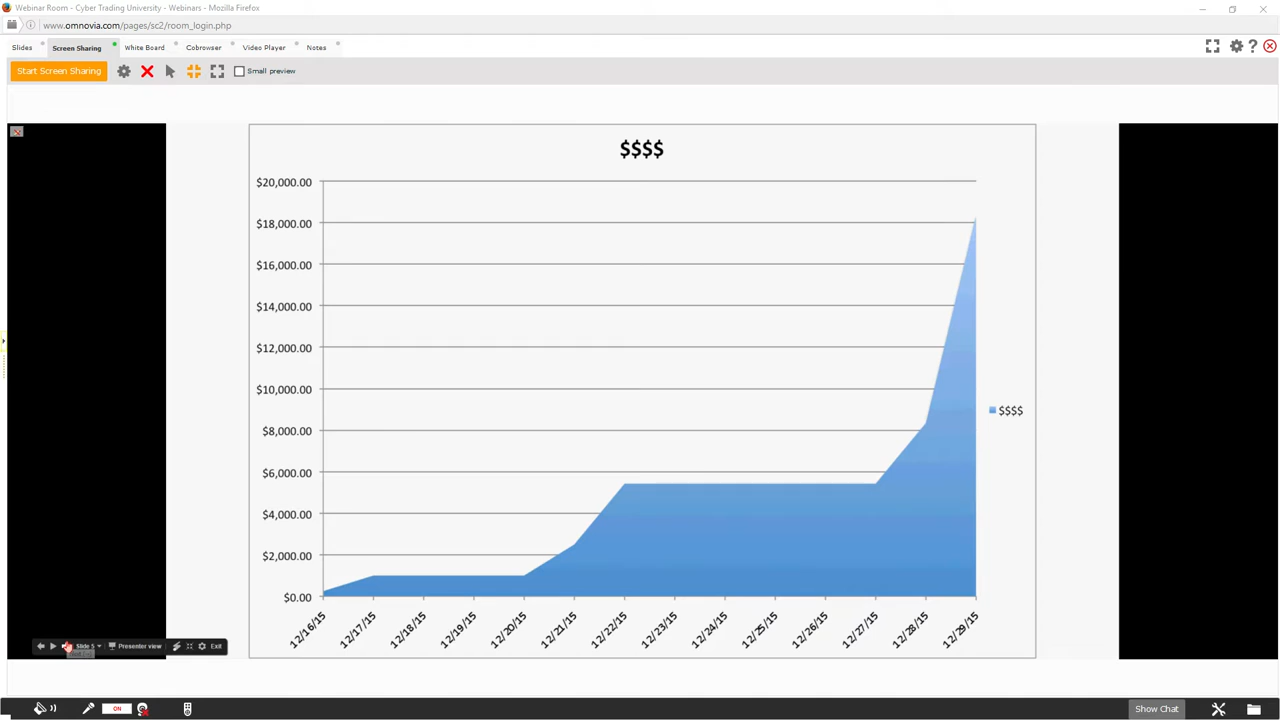 Webinar Room - Cyber Trading University - Webinars - Mozilla Firefox
www.omnovia.com/pages/sc2/room_login.php
Slides Screen Sharing White Board Cobrowser Video Player Notes
Start Screen Sharing Small preview
$$$$
$20,000.00
$18,000.00
$16,000.00
$14,000.00
$12,000.00
$10,000.00
$8,000.00
$6,000.00
$4,000.00
$2,000.00
$0.00
$$$$
12/16/15 12/17/15 12/18/15 12/19/15 12/20/15 12/21/15 12/22/15 12/23/15 12/24/15 12/25/15 12/26/15 12/27/15 12/28/15 12/29/15
Slide 5 Presenter view Exit
ON
Show Chat